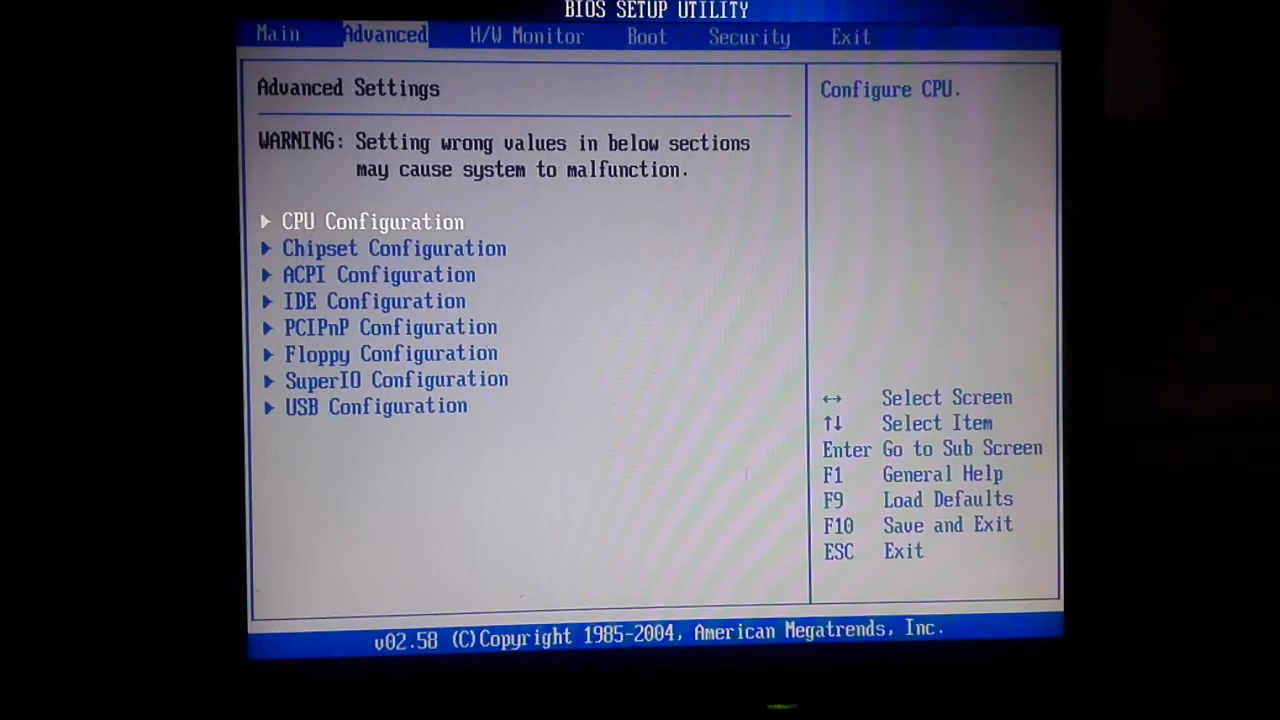 BIOS SETUP UTILITY
Main Advanced H/W Monitor Boot Security Exit
Advanced Settings
WARNING: Setting wrong values in below sections
may cause system to malfunction.
CPU Configuration
Chipset Configuration
ACPI Configuration
IDE Configuration
PCIPnP Configuration
Floppy Configuration
SuperIO Configuration
USB Configuration
Configure CPU.
↔ Select Screen
↑↓ Select Item
Enter Go to Sub Screen
F1 General Help
F9 Load Defaults
F10 Save and Exit
ESC Exit
v02.58 (C)Copyright 1985-2004, American Megatrends, Inc.